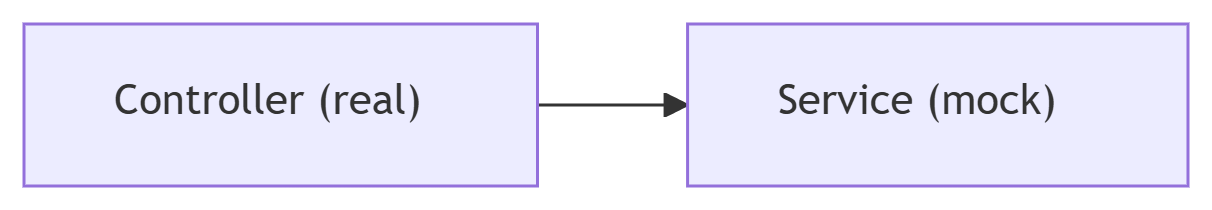 Controller (real)
Service (mock)